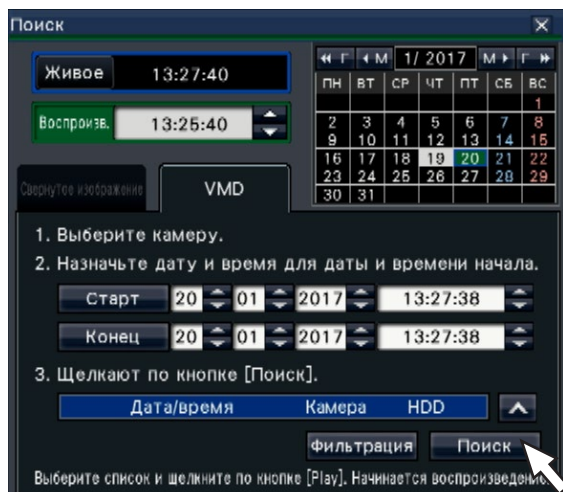 Поиск
« Г ◂ М 1/ 2017 М ▸ Г »
Живое 13:27:40
ПН ВТ СР ЧТ ПТ СБ ВС
1
Воспроизв. 13:25:40
2 3 4 5 6 7 8
9 10 11 12 13 14 15
16 17 18 19 20 21 22
23 24 25 26 27 28 29
30 31
Свернутое изображение VMD
1. Выберите камеру.
2. Назначьте дату и время для даты и времени начала.
Старт 20 01 2017 13:27:38
Конец 20 01 2017 13:27:38
3. Щелкают по кнопке [Поиск].
Дата/время Камера HDD
Фильтрация Поиск
Выберите список и щелкните по кнопке [Play]. Начинается воспроизведение.